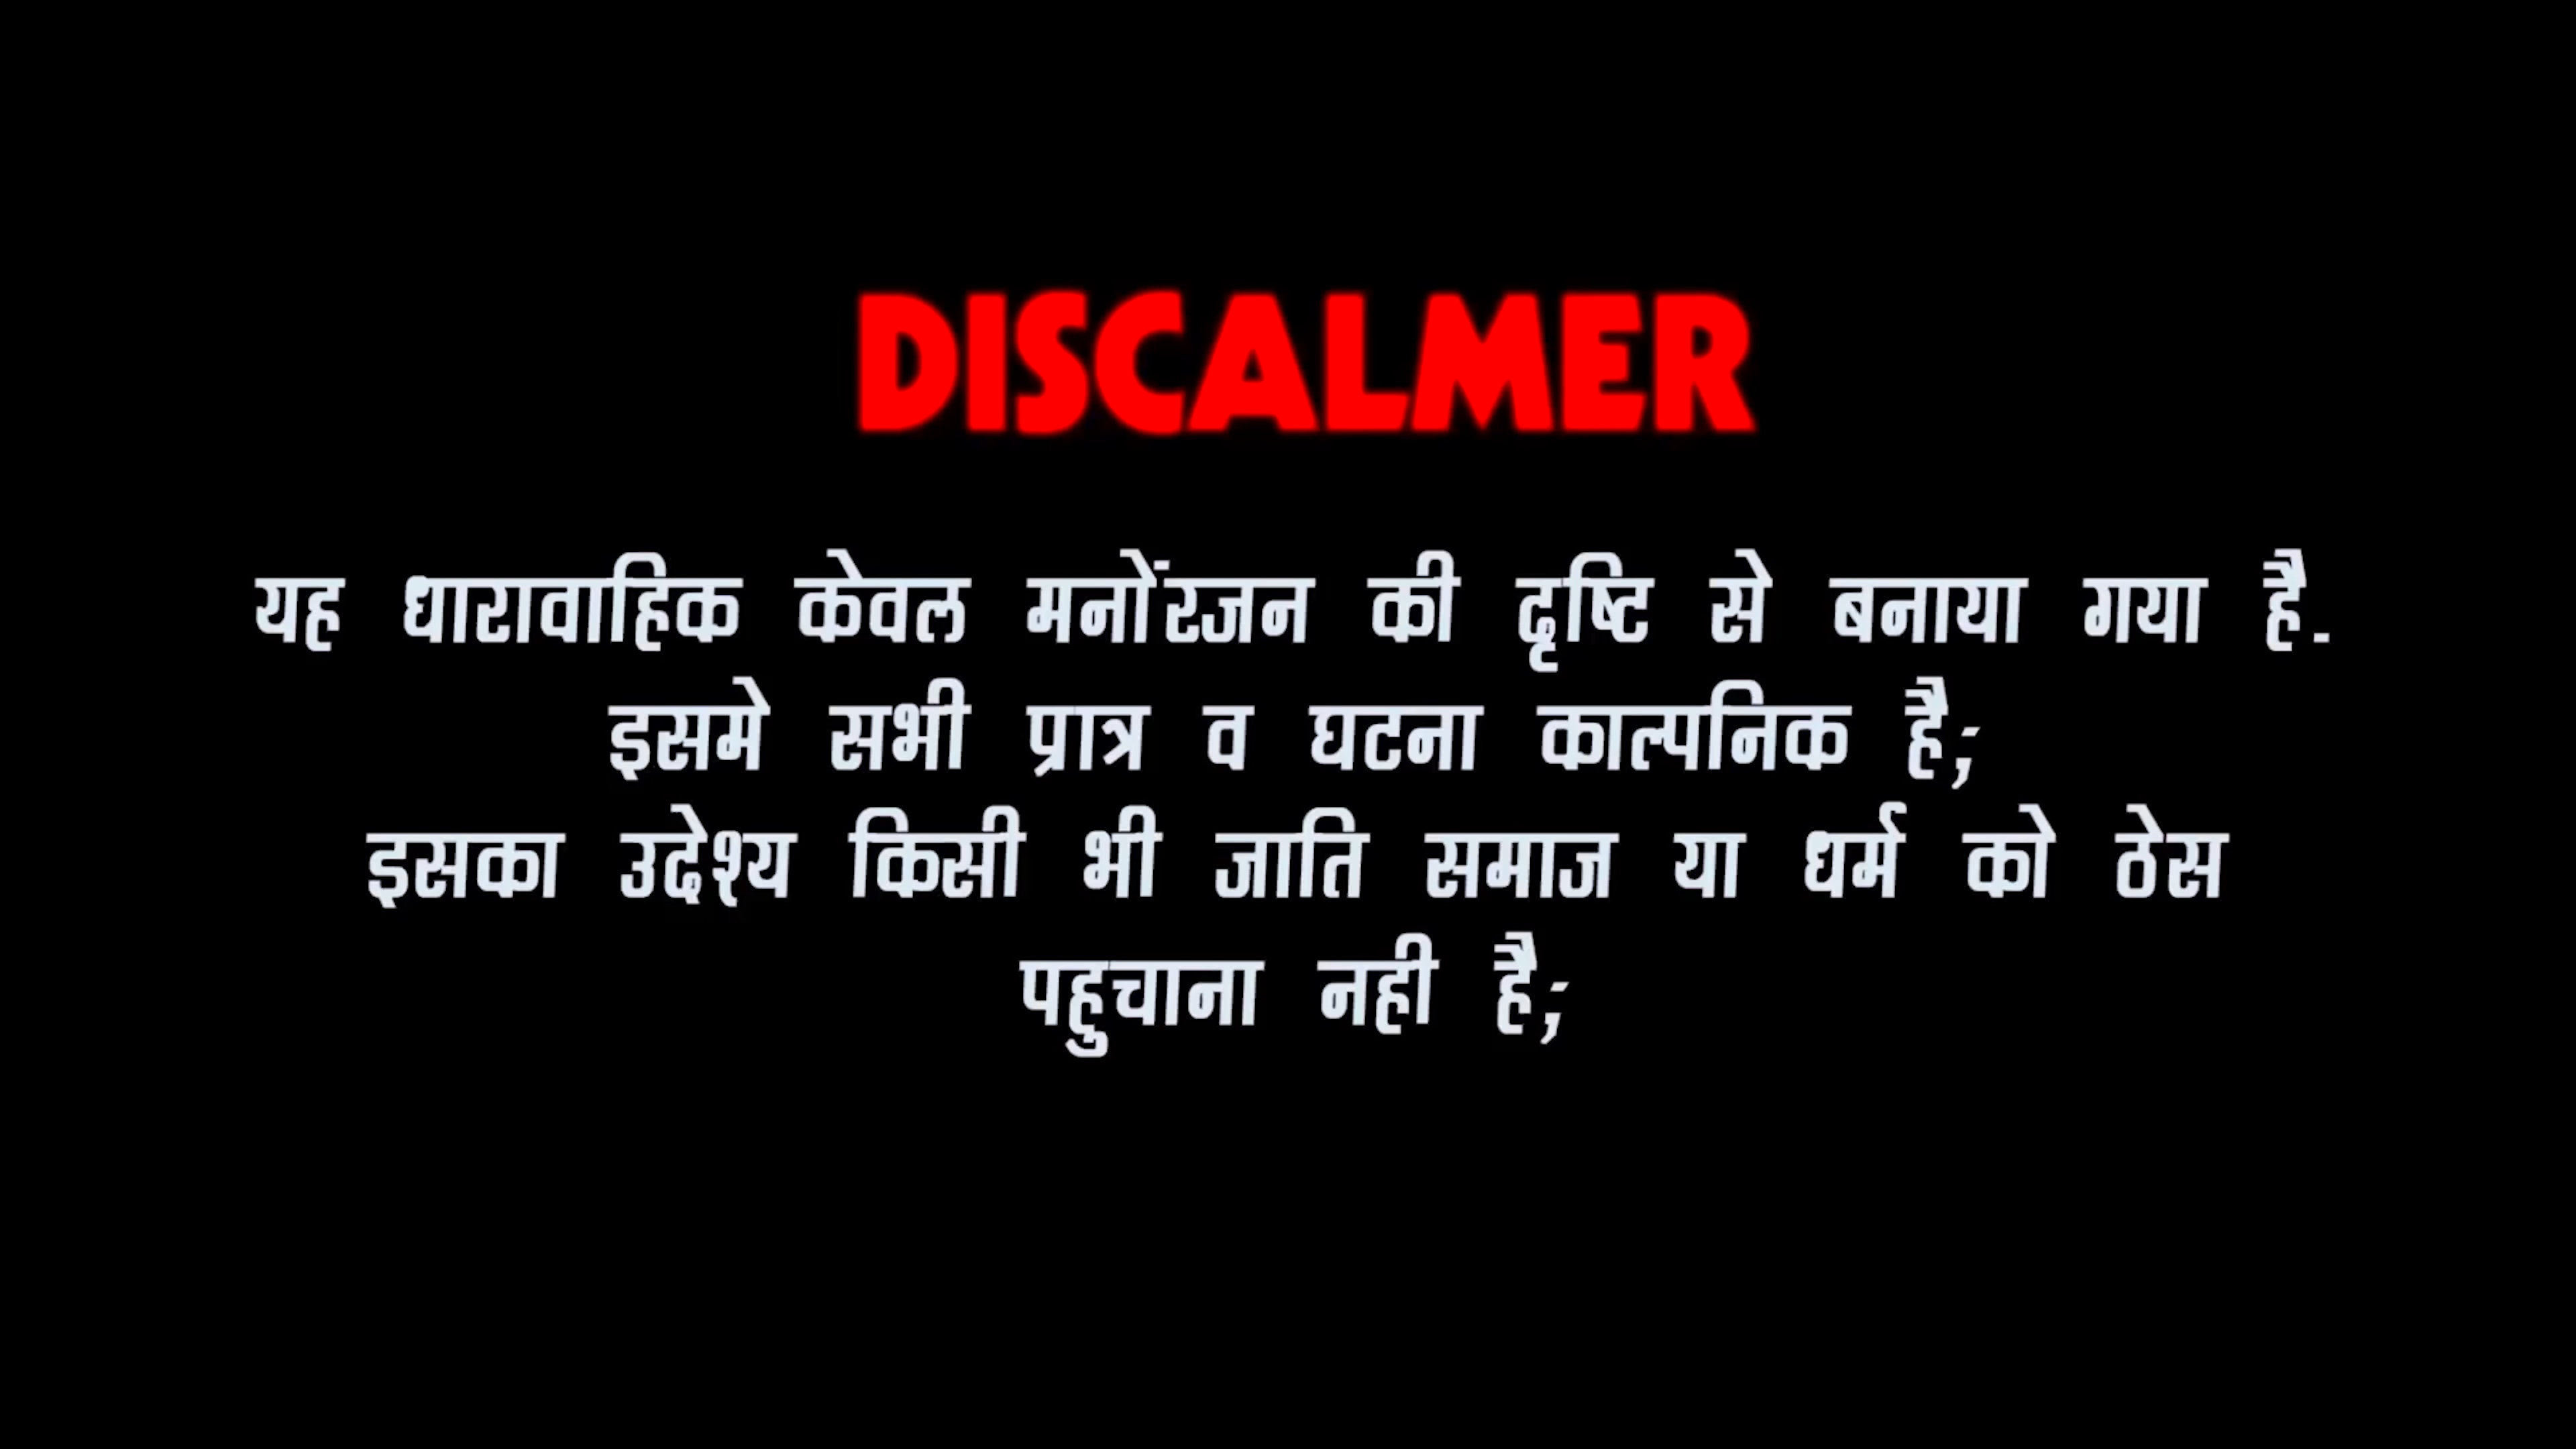 DISCALMER
यह धारावाहिक केवल मनोंरजन की दृष्टि से बनाया गया है.
इसमे सभी प्रात्र व घटना काल्पनिक है;
इसका उदेश्य किसी भी जाति समाज या धर्म को ठेस
पहुचाना नही है;